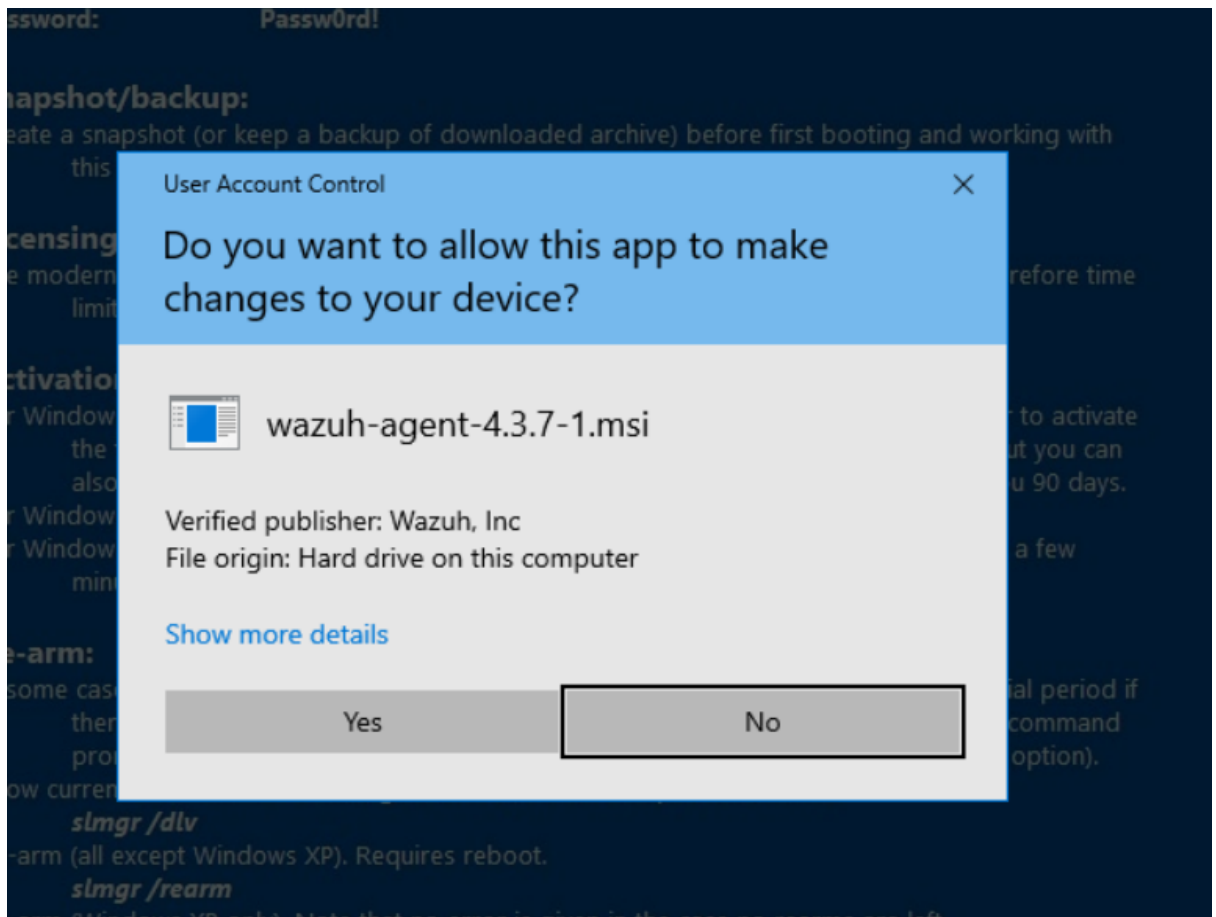 ssword: Passw0rd!
napshot/backup:
eate a snapshot (or keep a backup of downloaded archive) before first booting and working with
this
User Account Control
Do you want to allow this app to make
changes to your device?
censing
e modern
refore time
limit
wazuh-agent-4.3.7-1.msi
ctivation
r Window
to activate
the
ut you can
also
u 90 days.
Verified publisher: Wazuh, Inc
r Window
File origin: Hard drive on this computer
r Window
a few
minu
Show more details
e-arm:
some cas
ial period if
Yes
No
ther
command
pro
option).
ow curren
slmgr /dlv
-arm (all except Windows XP). Requires reboot.
slmgr /rearm